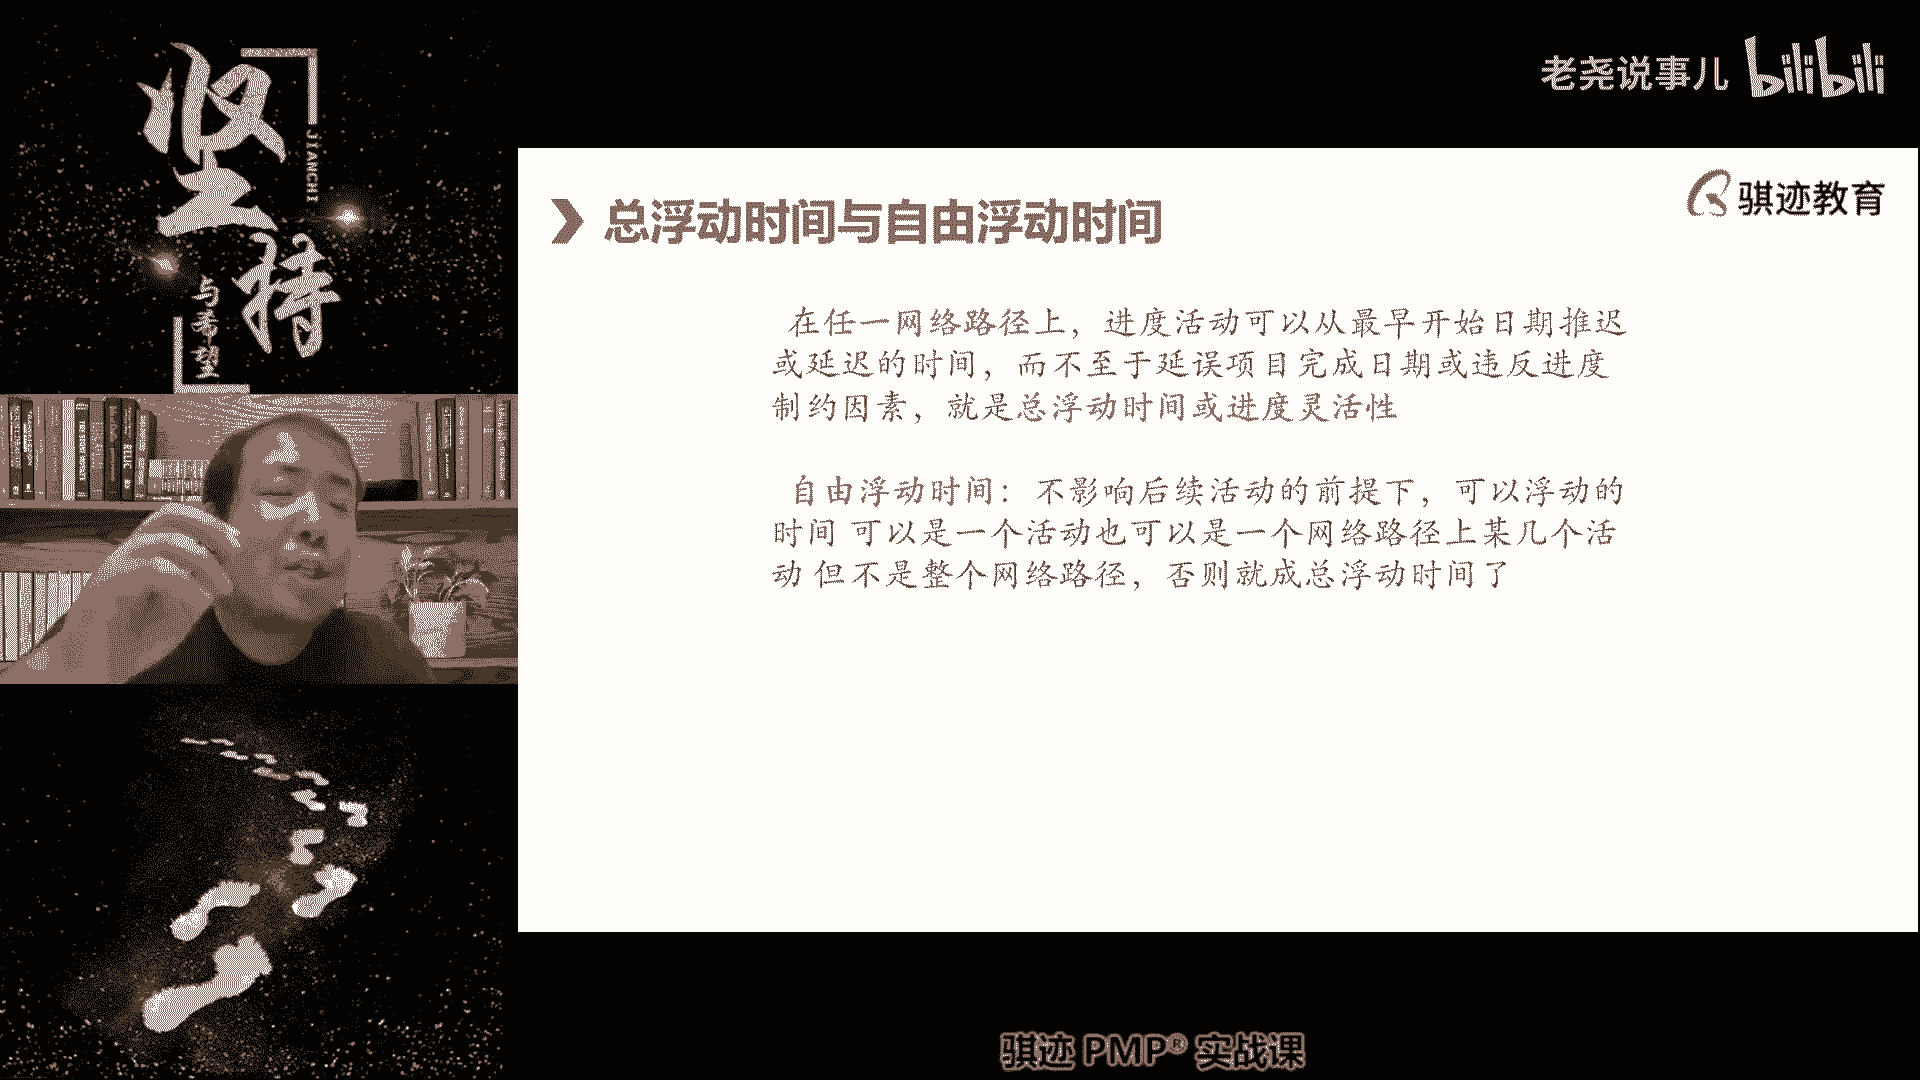 坚持
JIANCHI
与希望
老尧说事儿 bilibili
骐迹教育
总浮动时间与自由浮动时间
在任一网络路径上，进度活动可以从最早开始日期推迟
或延迟的时间，而不至于延误项目完成日期或违反进度
制约因素，就是总浮动时间或进度灵活性
自由浮动时间： 不影响后续活动的前提下，可以浮动的
时间 可以是一个活动也可以是一个网络路径上某几个活
动 但不是整个网络路径，否则就成总浮动时间了
骐迹 PMP® 实战课